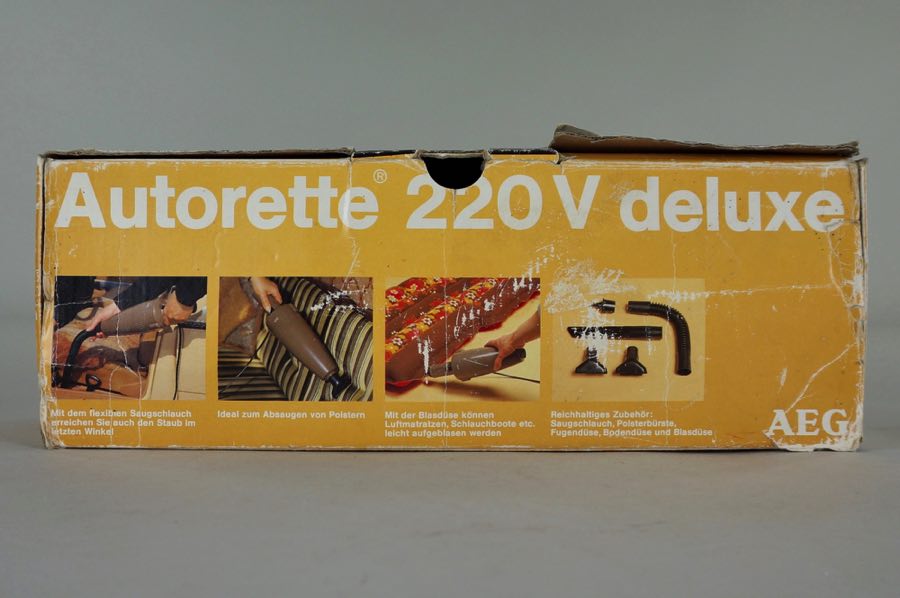 Autorette® 220 V deluxe
Mit dem flexiblen Saugschlauch
erreichen Sie auch den Staub im
letzten Winkel
Ideal zum Absaugen von Polstern
Mit der Blasdüse können
Luftmatratzen, Schlauchboote etc.
leicht aufgeblasen werden
Reichhaltiges Zubehör:
Saugschlauch, Polsterbürste,
Fugendüse, Bodendüse und Blasdüse
AEG